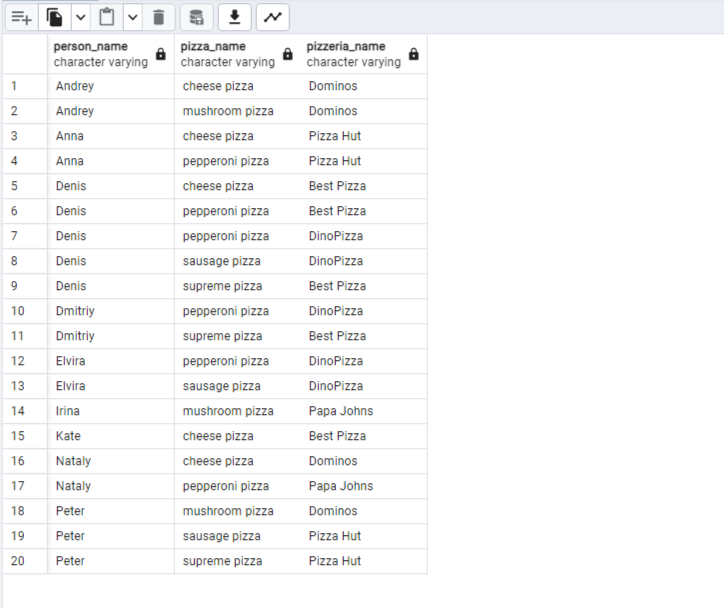 person_name pizza_name pizzeria_name
character varying character varying character varying
1 Andrey cheese pizza Dominos
2 Andrey mushroom pizza Dominos
3 Anna cheese pizza Pizza Hut
4 Anna pepperoni pizza Pizza Hut
5 Denis cheese pizza Best Pizza
6 Denis pepperoni pizza Best Pizza
7 Denis pepperoni pizza DinoPizza
8 Denis sausage pizza DinoPizza
9 Denis supreme pizza Best Pizza
10 Dmitriy pepperoni pizza DinoPizza
11 Dmitriy supreme pizza Best Pizza
12 Elvira pepperoni pizza DinoPizza
13 Elvira sausage pizza DinoPizza
14 Irina mushroom pizza Papa Johns
15 Kate cheese pizza Best Pizza
16 Nataly cheese pizza Dominos
17 Nataly pepperoni pizza Papa Johns
18 Peter mushroom pizza Dominos
19 Peter sausage pizza Pizza Hut
20 Peter supreme pizza Pizza Hut